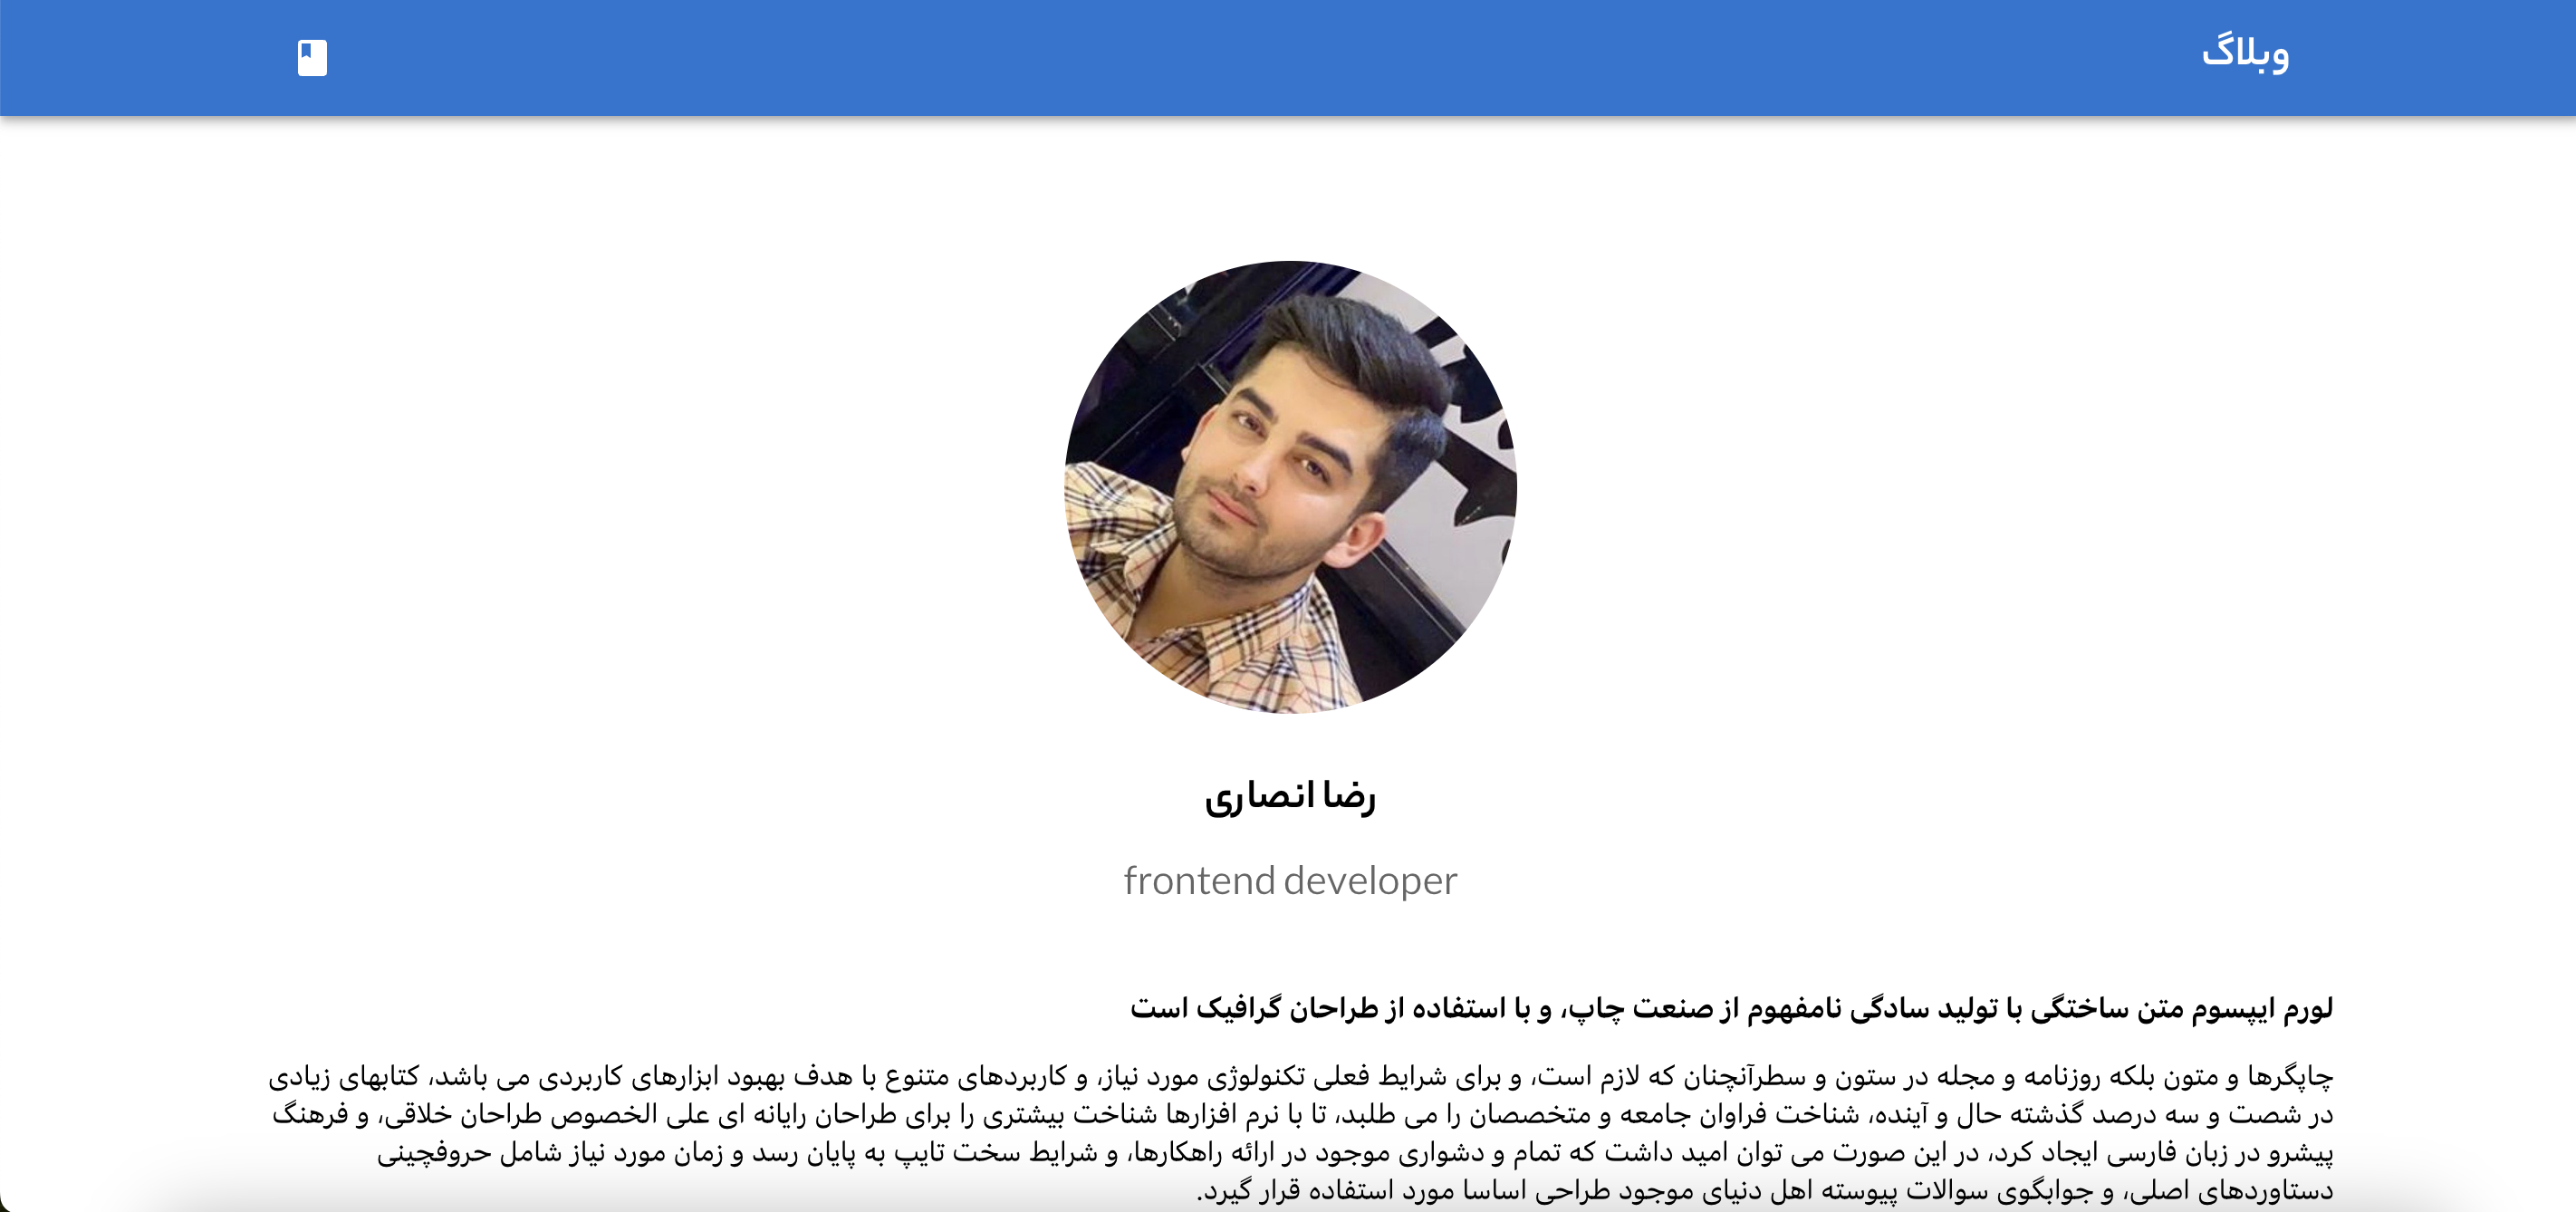 وبلاگ
رضا انصاری
frontend developer
لورم ایپسوم متن ساختگی با تولید سادگی نامفهوم از صنعت چاپ، و با استفاده از طراحان گرافیک است
چاپگرها و متون بلکه روزنامه و مجله در ستون و سطرآنچنان که لازم است، و برای شرایط فعلی تکنولوژی مورد نیاز، و کاربردهای متنوع با هدف بهبود ابزارهای کاربردی می باشد، کتابهای زیادی
در شصت و سه درصد گذشته حال و آینده، شناخت فراوان جامعه و متخصصان را می طلبد، تا با نرم افزارها شناخت بیشتری را برای طراحان رایانه ای علی الخصوص طراحان خلاقی، و فرهنگ
پیشرو در زبان فارسی ایجاد کرد، در این صورت می توان امید داشت که تمام و دشواری موجود در ارائه راهکارها، و شرایط سخت تایپ به پایان رسد و زمان مورد نیاز شامل حروفچینی
دستاوردهای اصلی، و جوابگوی سوالات پیوسته اهل دنیای موجود طراحی اساسا مورد استفاده قرار گیرد.